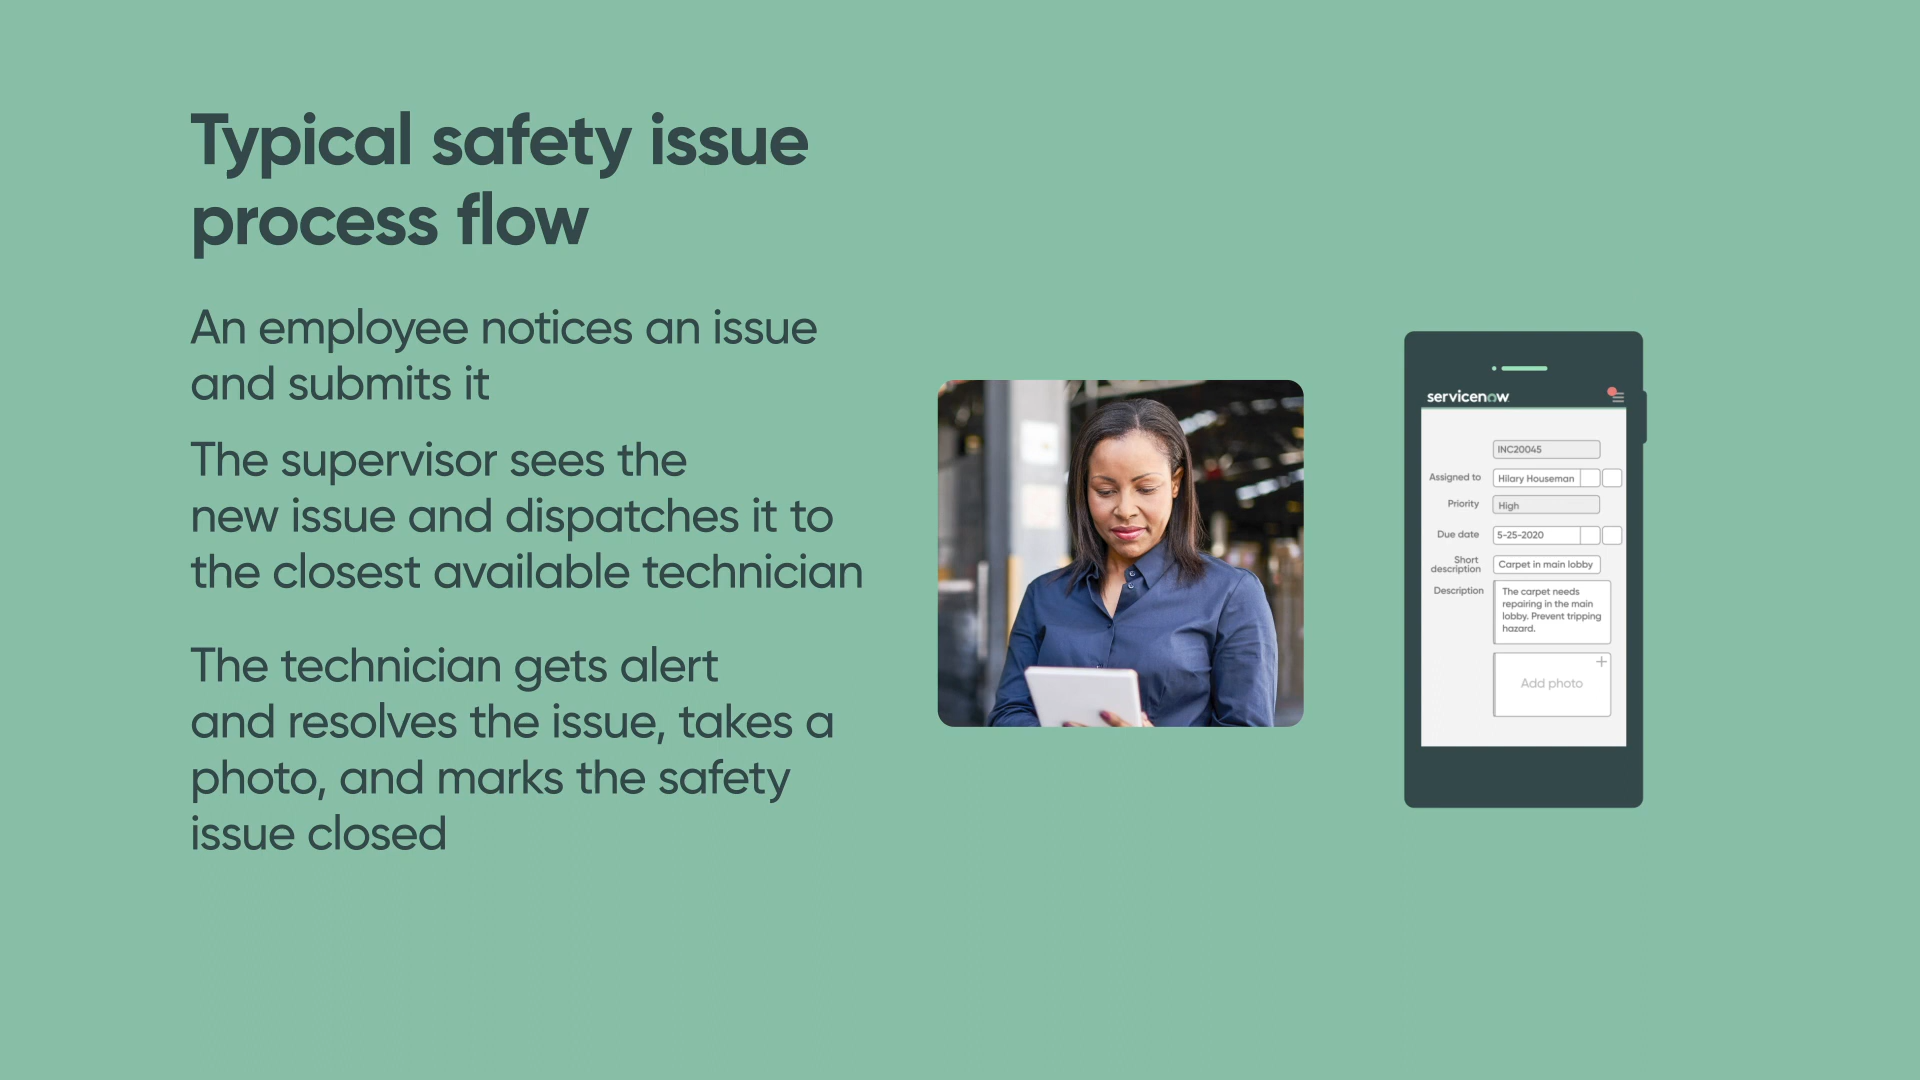 Typical safety issue
process flow
An employee notices an issue
and submits it
The supervisor sees the
new issue and dispatches it to
the closest available technician
The technician gets alert
and resolves the issue, takes a
photo, and marks the safety
issue closed
servicenow
INC20045
Assigned to Hilary Houseman
Priority High
Due date 5-25-2020
Short
description Carpet in main lobby
Description The carpet needs
repairing in the main
lobby. Prevent tripping
hazard.
Add photo